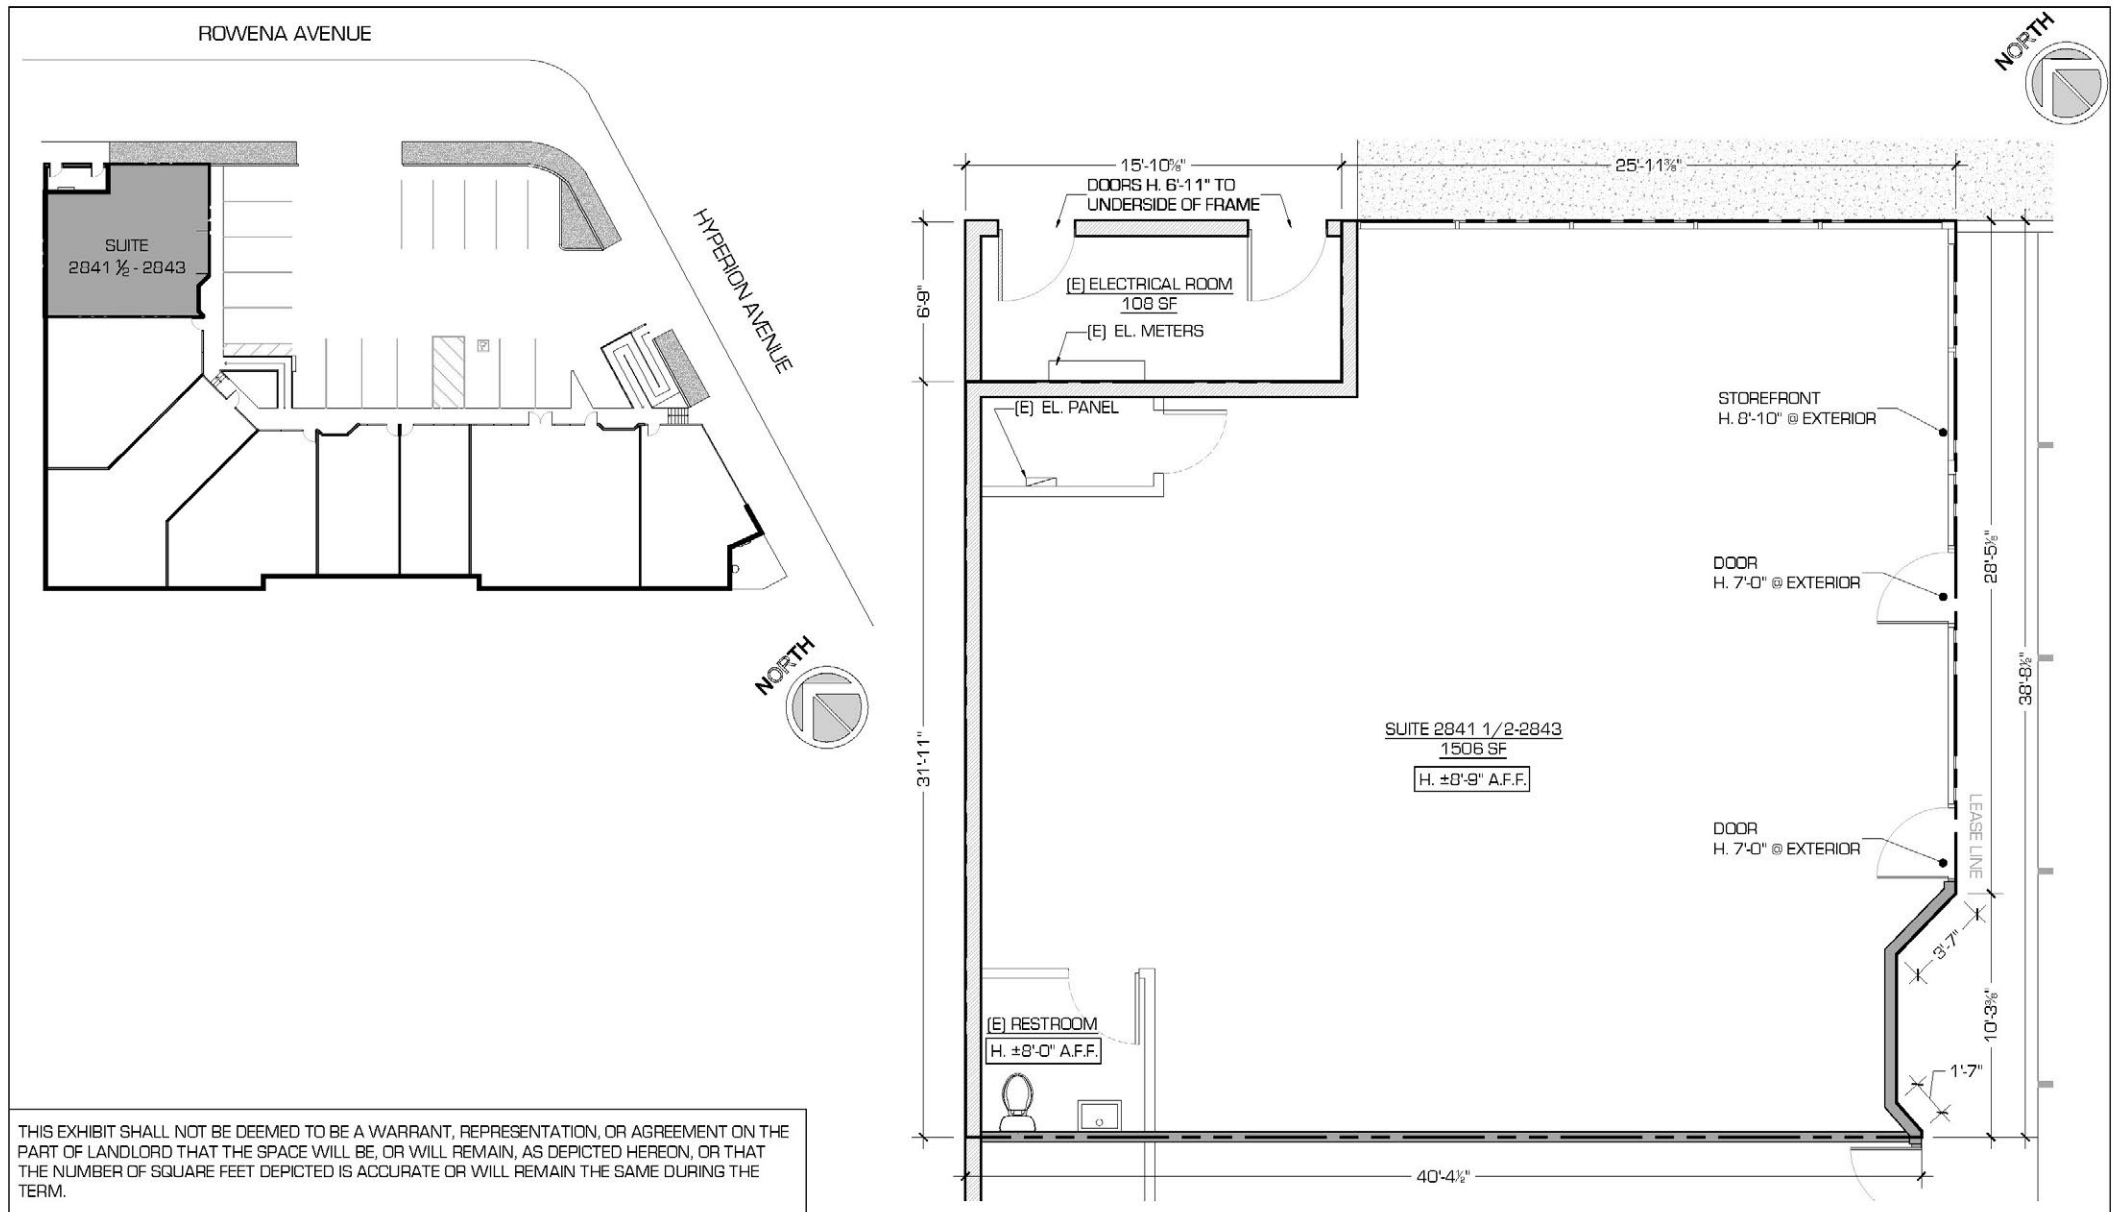 ROWENA AVENUE
NORTH
SUITE
2841 ½ - 2843
HYPERION AVENUE
NORTH
15'-10⅝"
25'-11⅜"
DOORS H. 6'-11" TO
UNDERSIDE OF FRAME
6'-9"
(E) ELECTRICAL ROOM
108 SF
(E) EL. METERS
(E) EL. PANEL
STOREFRONT
H. 8'-10" @ EXTERIOR
DOOR
H. 7'-0" @ EXTERIOR
28'-5⅛"
38'-8½"
31'-11"
SUITE 2841 1/2-2843
1506 SF
H. ±8'-9" A.F.F.
DOOR
H. 7'-0" @ EXTERIOR
LEASE LINE
3'-7"
10'-3⅜"
1'-7"
(E) RESTROOM
H. ±8'-0" A.F.F.
40'-4½"
THIS EXHIBIT SHALL NOT BE DEEMED TO BE A WARRANT, REPRESENTATION, OR AGREEMENT ON THE
PART OF LANDLORD THAT THE SPACE WILL BE, OR WILL REMAIN, AS DEPICTED HEREON, OR THAT
THE NUMBER OF SQUARE FEET DEPICTED IS ACCURATE OR WILL REMAIN THE SAME DURING THE
TERM.